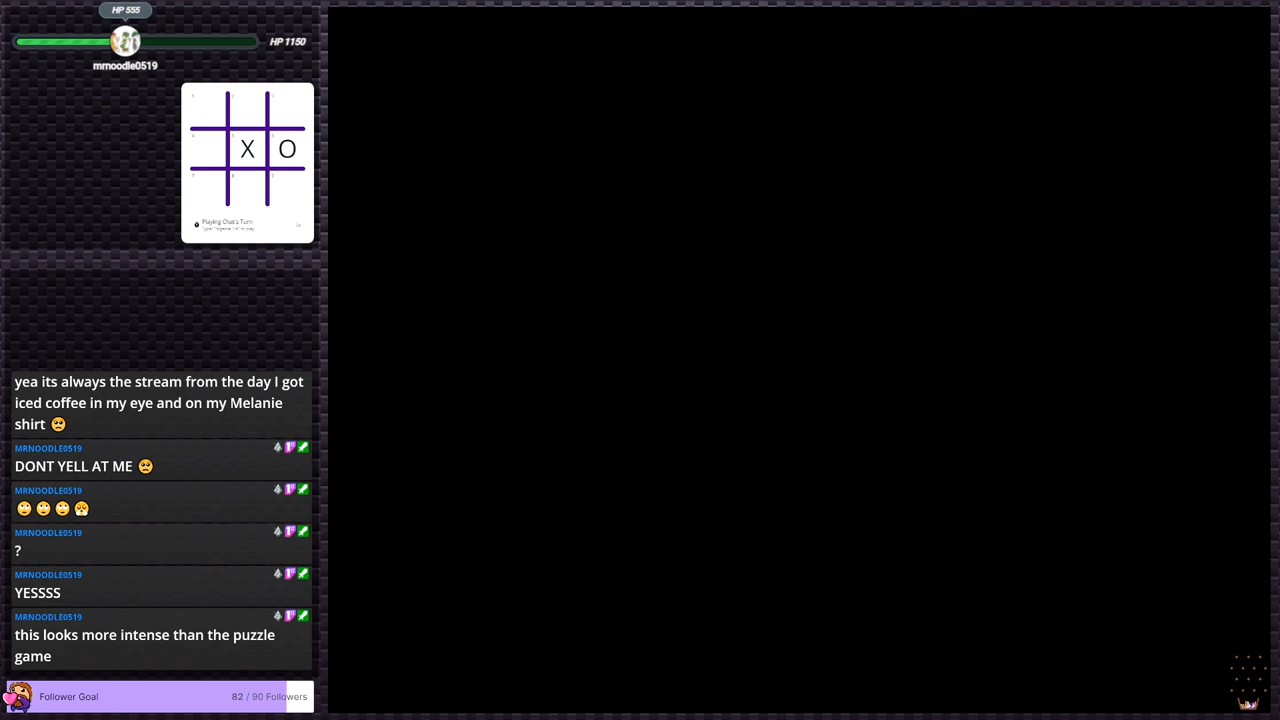 HP 555
HP 1150
mmoodle0519
X O
Playing Chat's Turn
yea its always the stream from the day I got
iced coffee in my eye and on my Melanie
shirt 🥺
MRNOODLE0519
DONT YELL AT ME 🥺
MRNOODLE0519
🙄🙄🙄😤
MRNOODLE0519
?
MRNOODLE0519
YESSSS
MRNOODLE0519
this looks more intense than the puzzle
game
Follower Goal 82 / 90 Followers